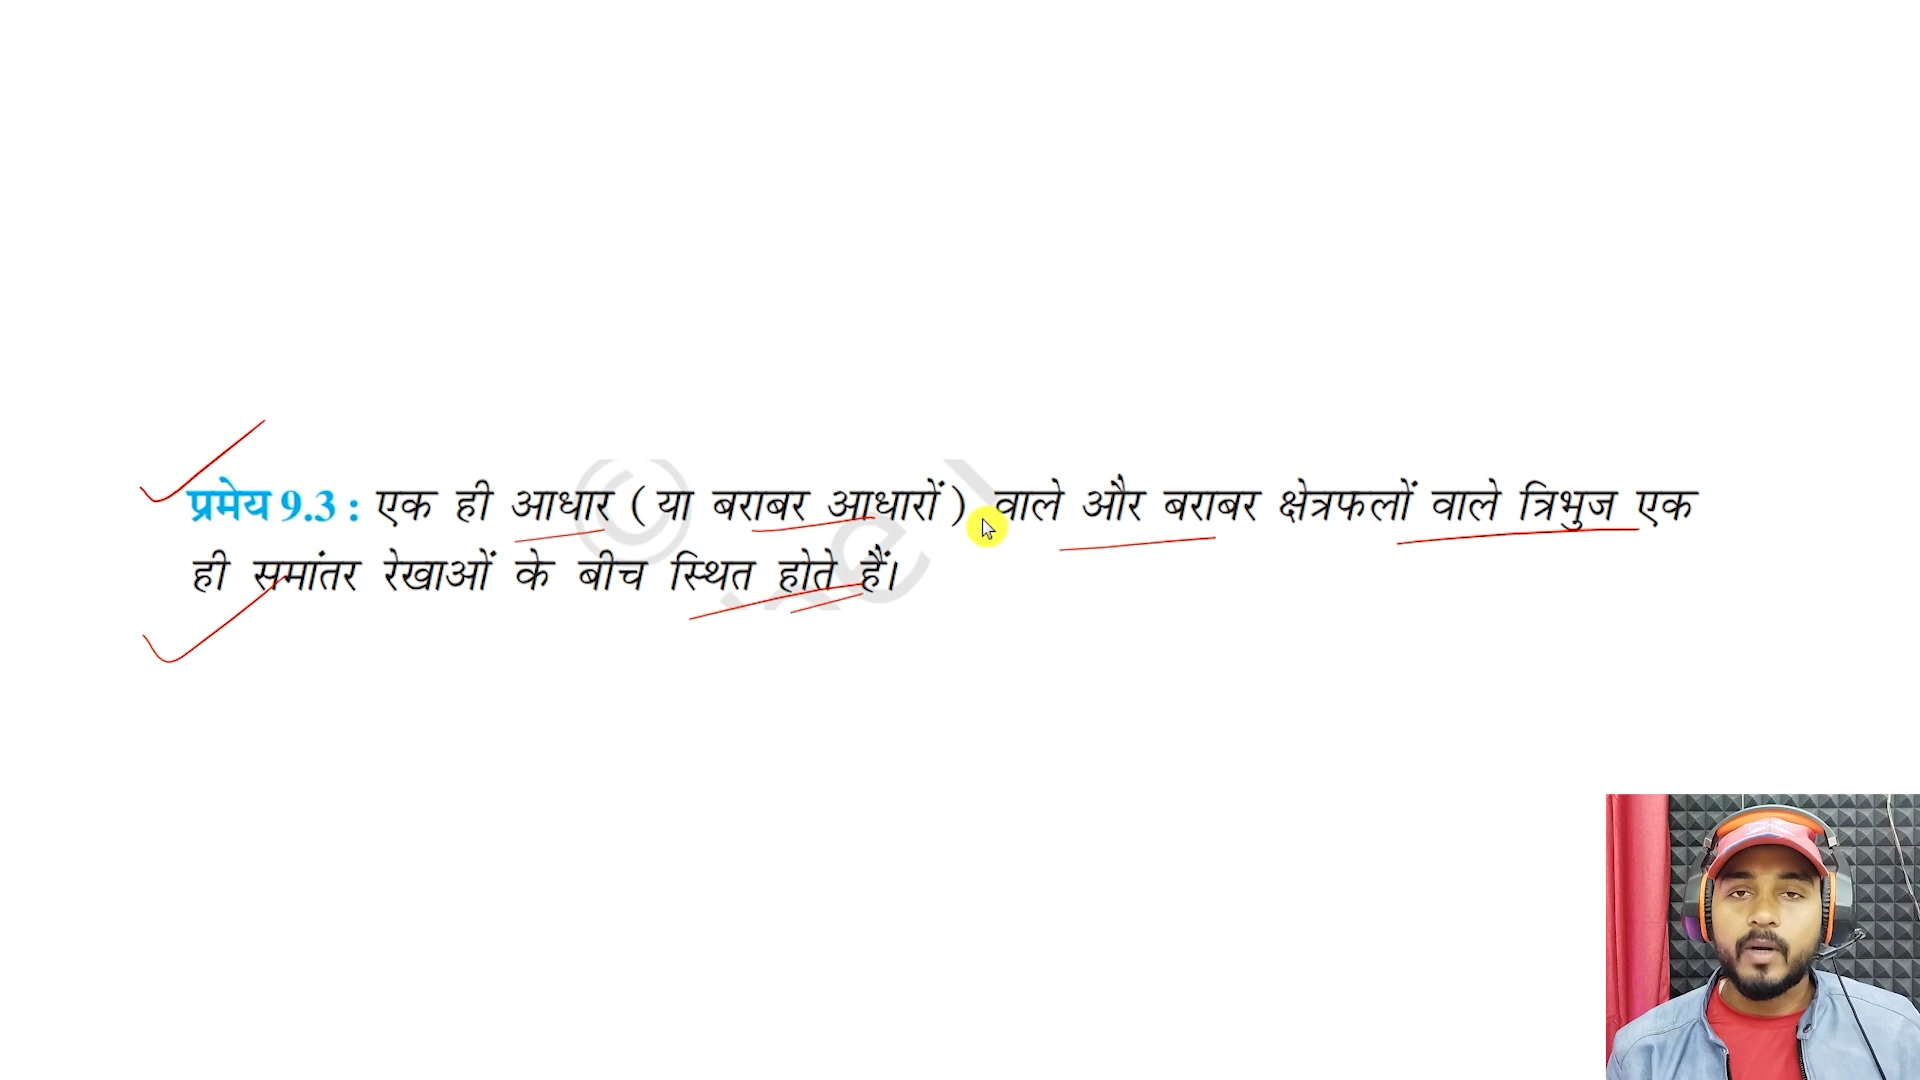 प्रमेय 9.3 : एक ही आधार (या बराबर आधारों) वाले और बराबर क्षेत्रफलों वाले त्रिभुज एक
ही समांतर रेखाओं के बीच स्थित होते हैं।